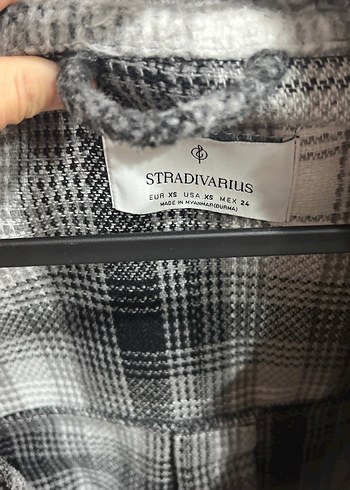 STRADIVARIUS
EUR XS USA XS MEX 24
MADE IN MYANMAR(BURMA)